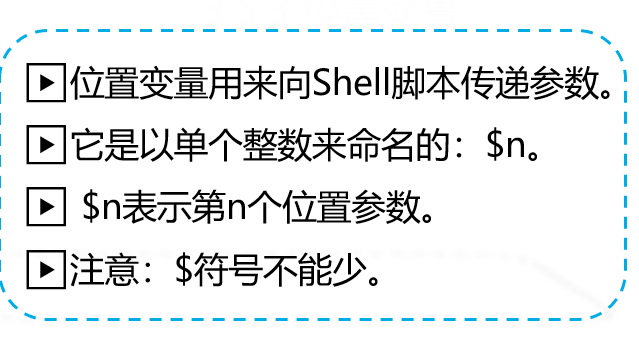 位置变量用来向Shell脚本传递参数。
它是以单个整数来命名的：$n。
$n表示第n个位置参数。
注意：$符号不能少。